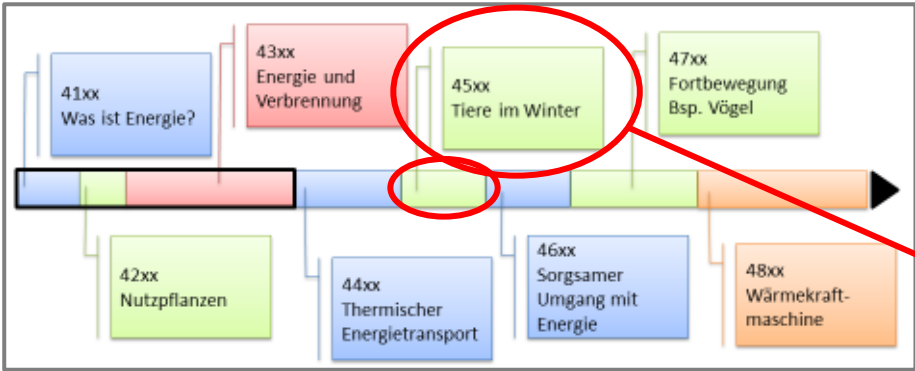 41xx
Was ist Energie?
43xx
Energie und
Verbrennung
45xx
Tiere im Winter
47xx
Fortbewegung
Bsp. Vögel
42xx
Nutzpflanzen
44xx
Thermischer
Energietransport
46xx
Sorgsamer
Umgang mit
Energie
48xx
Wärmekraft-
maschine